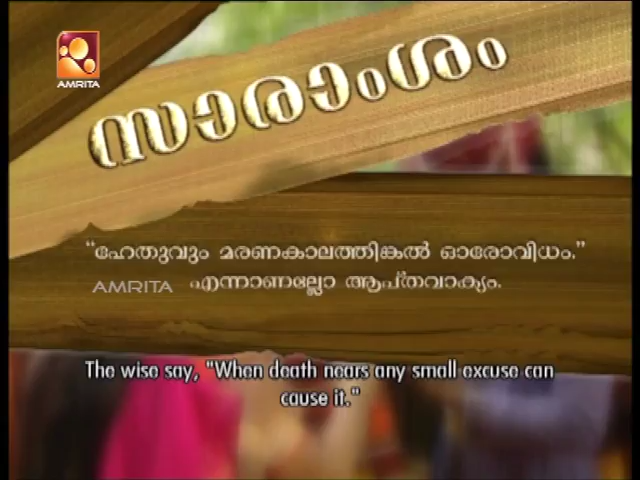 AMRITA
സാരാംശം
“ഹേതുവും മരണകാലത്തിങ്കൽ ഓരോവിധം.”
AMRITA എന്നാണല്ലോ ആപ്തവാക്യം.
The wise say, "When death nears any small excuse can
cause it."